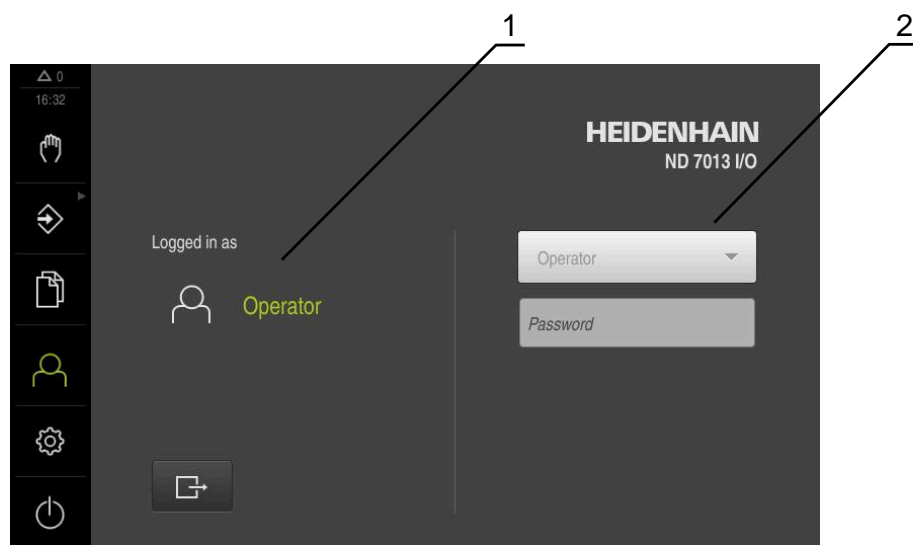 1
2
△ 0
16:32
HEIDENHAIN
ND 7013 I/O
Logged in as
Operator
Operator
Password